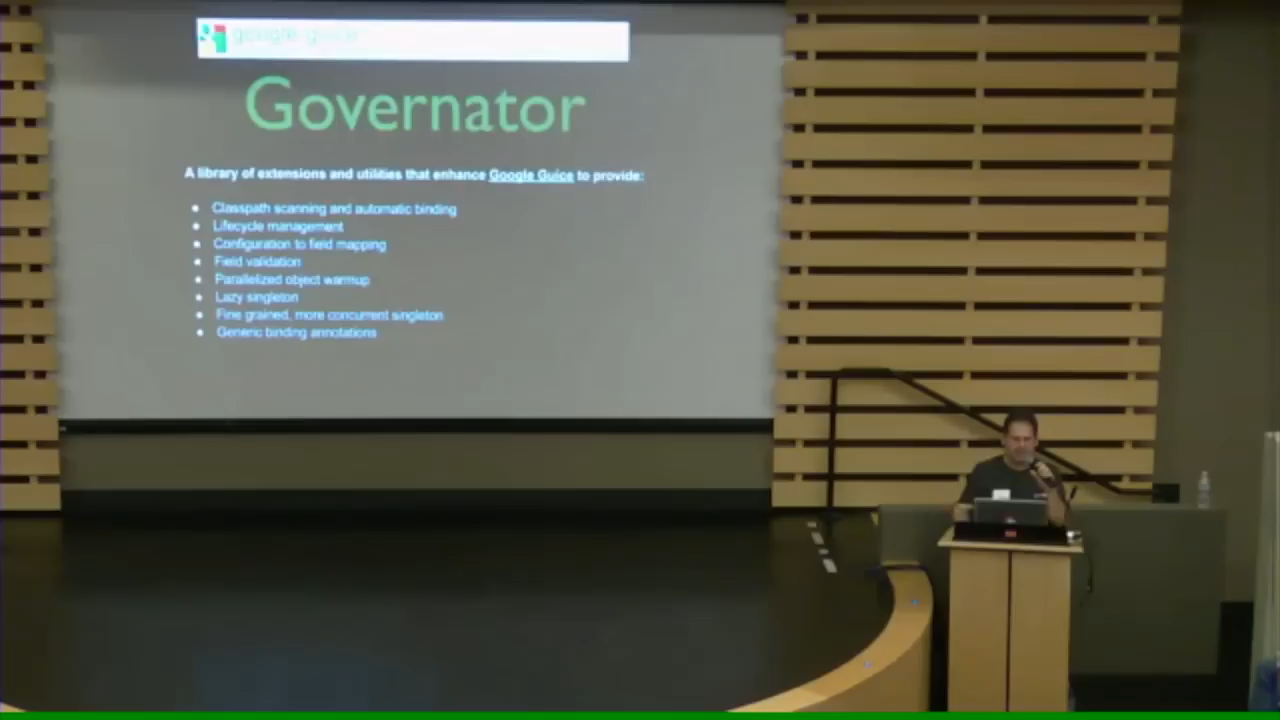 google-guice
Governator
A library of extensions and utilities that enhance Google Guice to provide:
• Classpath scanning and automatic binding
• Lifecycle management
• Configuration to field mapping
• Field validation
• Parallelized object warmup
• Lazy singleton
• Fine grained, more concurrent singleton
• Generic binding annotations